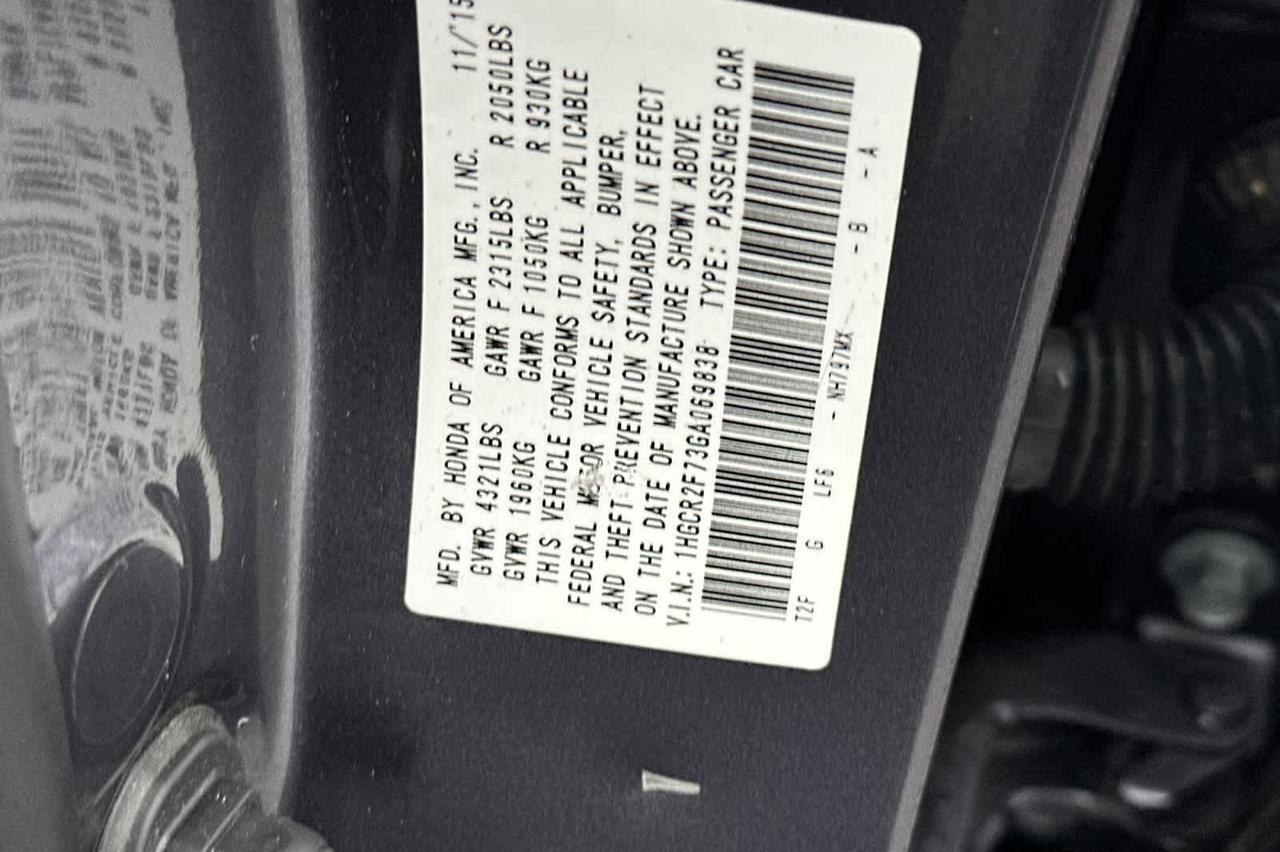 MFD. BY HONDA OF AMERICA MFG., INC. 11/'15
GVWR 4321LBS GAWR F 2315LBS R 2050LBS
GVWR 1960KG GAWR F 1050KG R 930KG
THIS VEHICLE CONFORMS TO ALL APPLICABLE
FEDERAL MOTOR VEHICLE SAFETY, BUMPER,
AND THEFT PREVENTION STANDARDS IN EFFECT
ON THE DATE OF MANUFACTURE SHOWN ABOVE.
V.I.N.: 1HGCR2F73GA069838 TYPE: PASSENGER CAR
T2F G LF6 - NH797MX - B - A